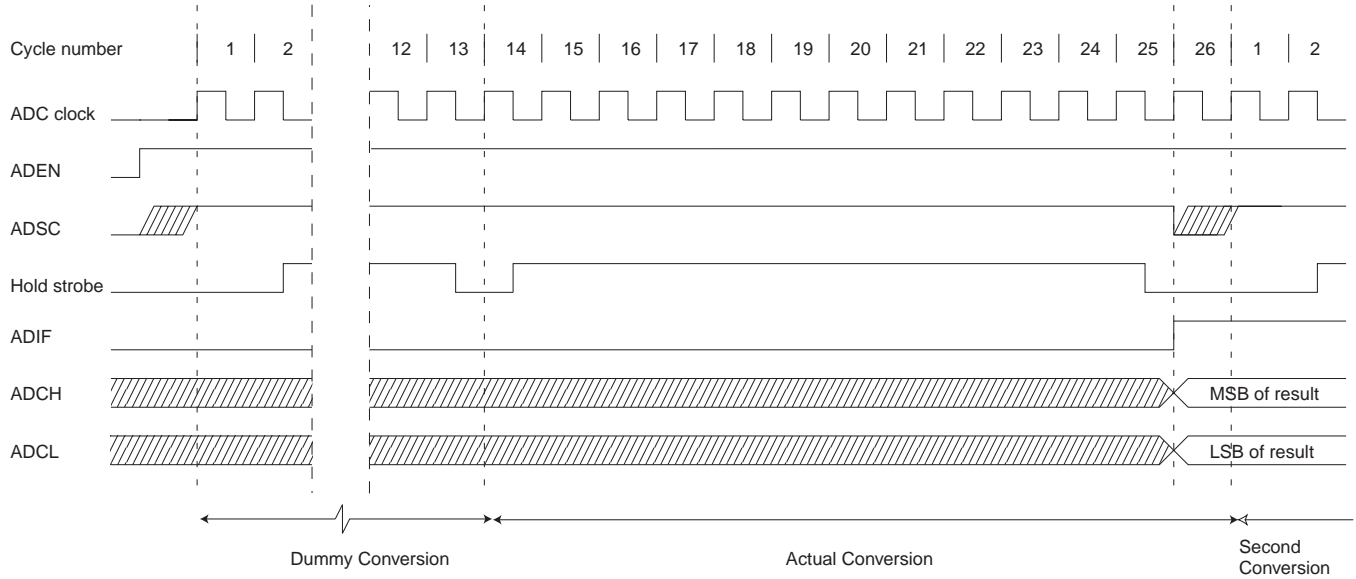 Cycle number 1 2 12 13 14 15 16 17 18 19 20 21 22 23 24 25 26 1 2
ADC clock
ADEN
ADSC
Hold strobe
ADIF
ADCH MSB of result
ADCL LSB of result
Dummy Conversion Actual Conversion Second
Conversion